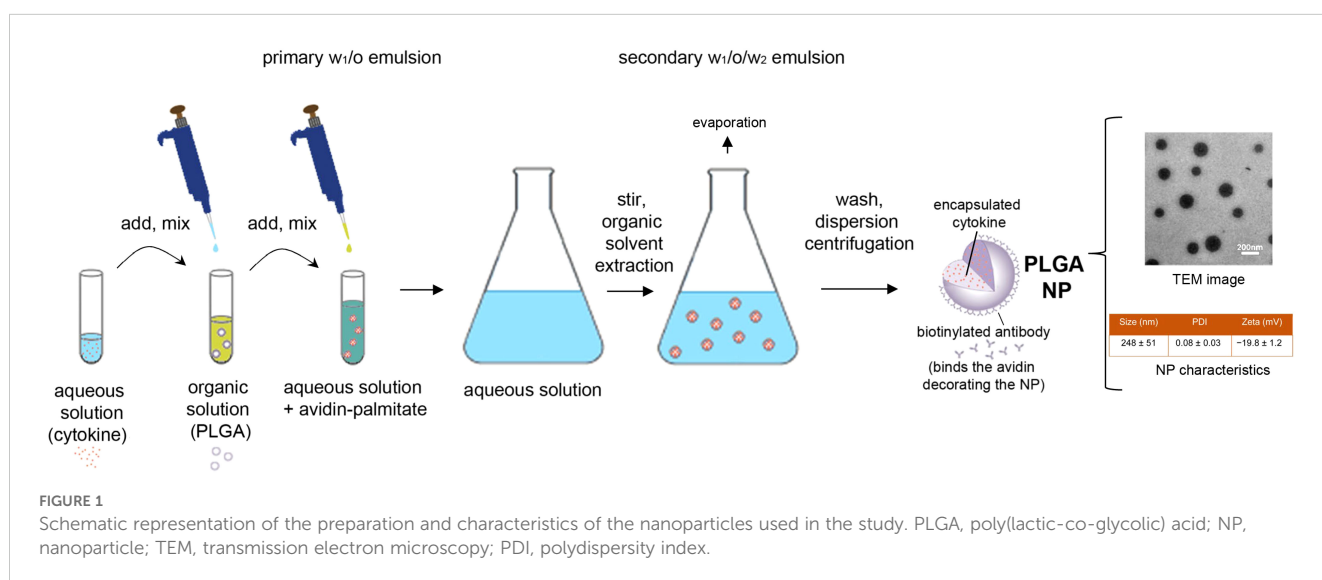 primary w₁/o emulsion
secondary w₁/o/w₂ emulsion
add, mix
add, mix
evaporation
stir,
organic
solvent
extraction
wash,
dispersion
centrifugation
aqueous
solution
(cytokine)
organic
solution
(PLGA)
aqueous solution
+ avidin-palmitate
aqueous solution
encapsulated
cytokine
PLGA
NP
biotinylated antibody
(binds the avidin
decorating the NP)
200nm
TEM image
Size (nm) PDI Zeta (mV)
248 ± 51 0.08 ± 0.03 −19.8 ± 1.2
NP characteristics
FIGURE 1
Schematic representation of the preparation and characteristics of the nanoparticles used in the study. PLGA, poly(lactic-co-glycolic) acid; NP,
nanoparticle; TEM, transmission electron microscopy; PDI, polydispersity index.